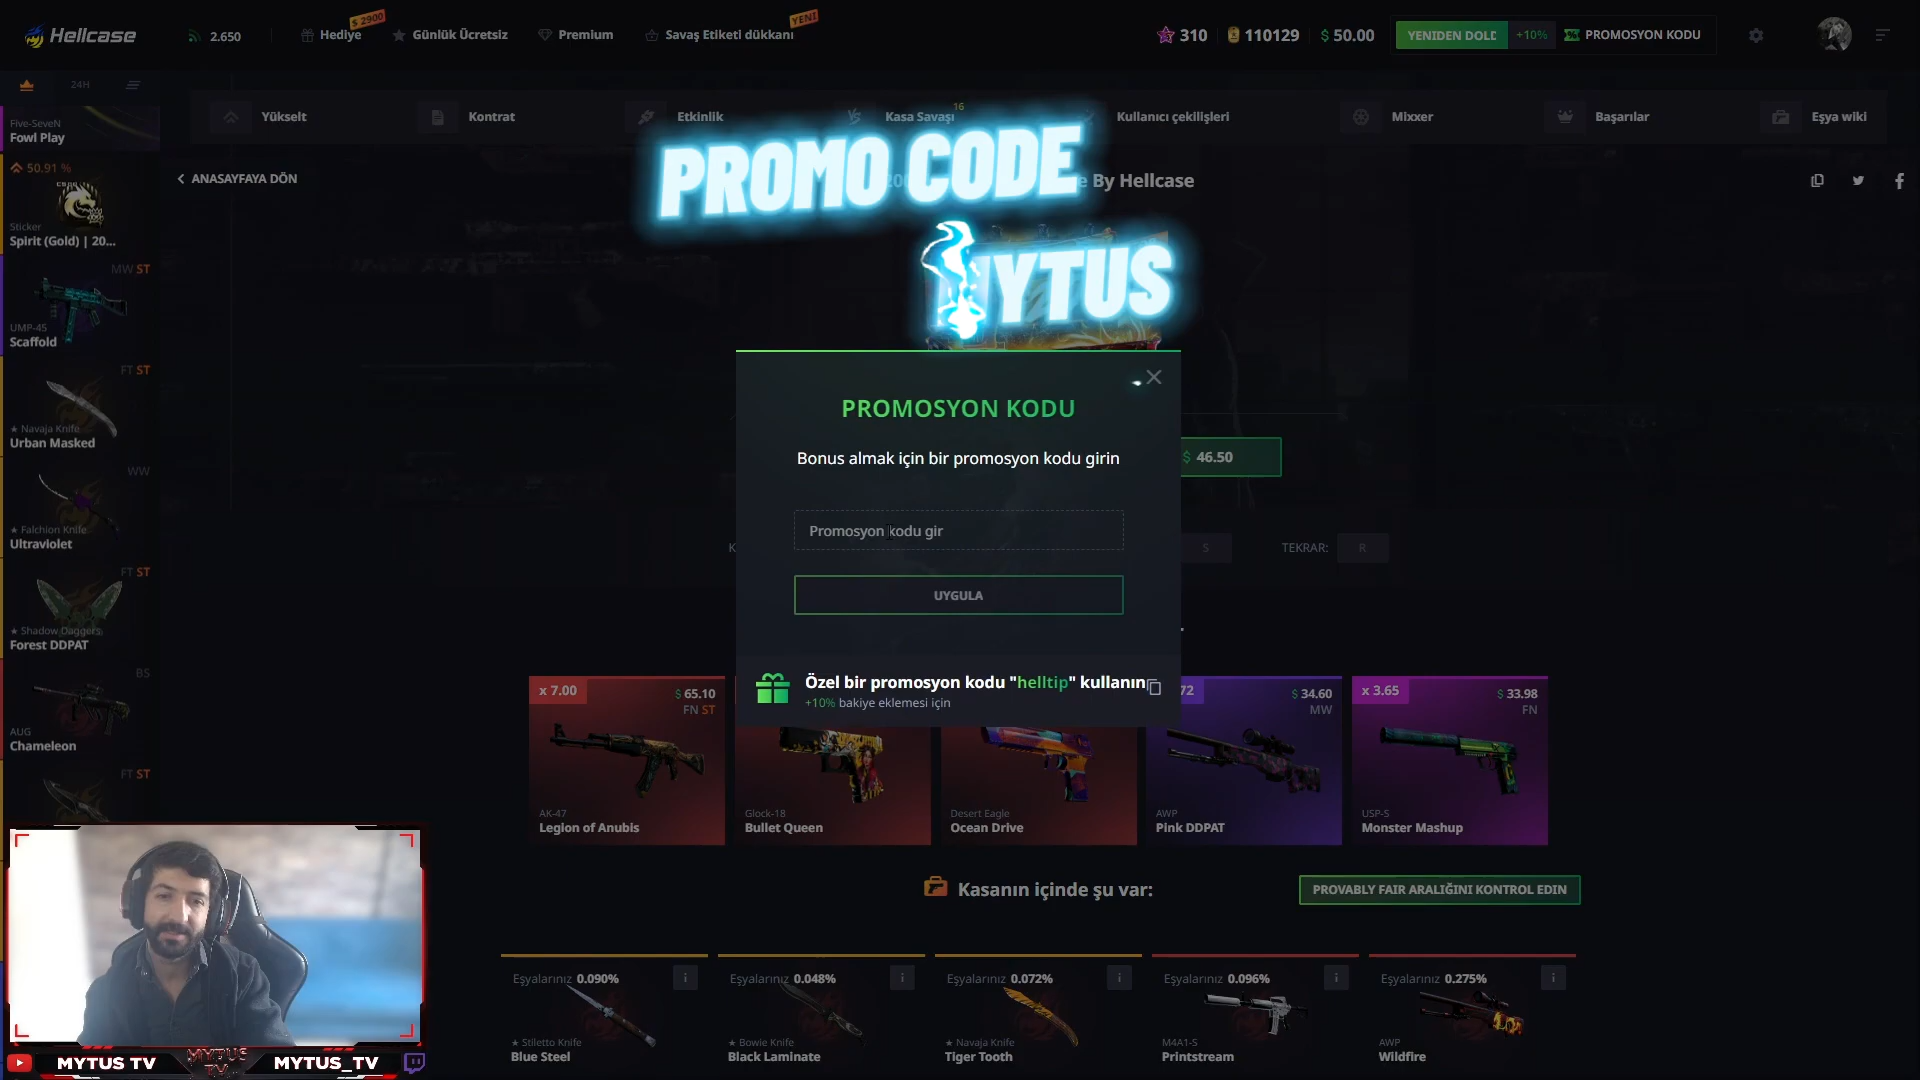 Hellcase
2.650
Hediye
$ 2900
Günlük Ücretsiz
Premium
Savaş Etiketi dükkanı
YENİ
310
110129
$ 50.00
YENİDEN DOLD
+10%
PROMOSYON KODU
24H
Yükselt
Kontrat
Etkinlik
Kasa Savaşı
16
Kullanıcı çekilişleri
Mixxer
Başarılar
Eşya wiki
Five-SeveN
Fowl Play
50.91 %
Sticker
Spirit (Gold) | 20...
MW ST
UMP-45
Scaffold
FT ST
★ Navaja Knife
Urban Masked
WW
★ Falchion Knife
Ultraviolet
FT ST
★ Shadow Daggers
Forest DDPAT
BS
AUG
Chameleon
FT ST
ANASAYFAYA DÖN
By Hellcase
PROMO CODE
MYTUS
PROMOSYON KODU
Bonus almak için bir promosyon kodu girin
Promosyon kodu gir
UYGULA
Özel bir promosyon kodu "helltip" kullanın
+10% bakiye eklemesi için
$ 46.50
K
S
TEKRAR:
R
x 7.00
$ 65.10
FN ST
AK-47
Legion of Anubis
Glock-18
Bullet Queen
Desert Eagle
Ocean Drive
72
$ 34.60
MW
AWP
Pink DDPAT
x 3.65
$ 33.98
FN
USP-S
Monster Mashup
Kasanın içinde şu var:
PROVABLY FAIR ARALIĞINI KONTROL EDIN
Eşyalarınız 0.090%
i
★ Stiletto Knife
Blue Steel
Eşyalarınız 0.048%
i
★ Bowie Knife
Black Laminate
Eşyalarınız 0.072%
i
★ Navaja Knife
Tiger Tooth
Eşyalarınız 0.096%
i
M4A1-S
Printstream
Eşyalarınız 0.275%
i
AWP
Wildfire
MYTUS TV
MYTUS
TV
MYTUS_TV